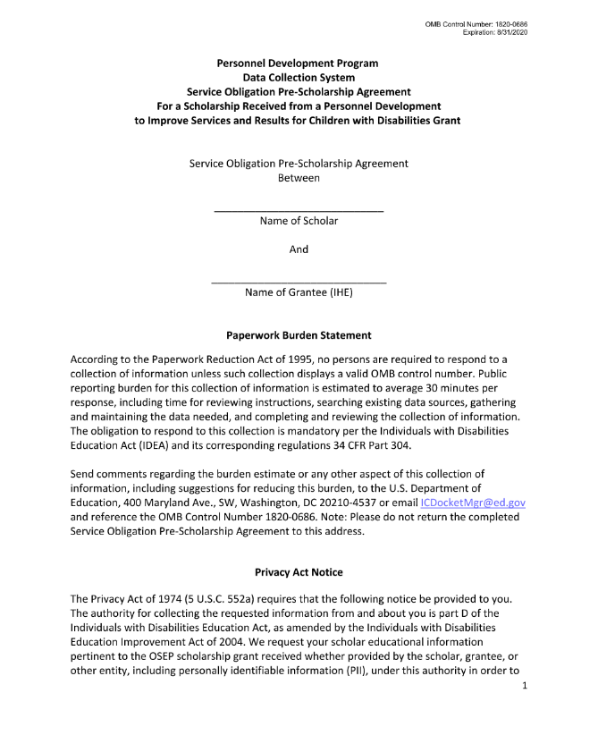 OMB Control Number: 1820-0686
Expiration: 8/31/2020
Personnel Development Program
Data Collection System
Service Obligation Pre-Scholarship Agreement
For a Scholarship Received from a Personnel Development
to Improve Services and Results for Children with Disabilities Grant
Service Obligation Pre-Scholarship Agreement
Between
Name of Scholar
And
Name of Grantee (IHE)
Paperwork Burden Statement
According to the Paperwork Reduction Act of 1995, no persons are required to respond to a
collection of information unless such collection displays a valid OMB control number. Public
reporting burden for this collection of information is estimated to average 30 minutes per
response, including time for reviewing instructions, searching existing data sources, gathering
and maintaining the data needed, and completing and reviewing the collection of information.
The obligation to respond to this collection is mandatory per the Individuals with Disabilities
Education Act (IDEA) and its corresponding regulations 34 CFR Part 304.
Send comments regarding the burden estimate or any other aspect of this collection of
information, including suggestions for reducing this burden, to the U.S. Department of
Education, 400 Maryland Ave., SW, Washington, DC 20210-4537 or email ICDocketMgr@ed.gov
and reference the OMB Control Number 1820-0686. Note: Please do not return the completed
Service Obligation Pre-Scholarship Agreement to this address.
Privacy Act Notice
The Privacy Act of 1974 (5 U.S.C. 552a) requires that the following notice be provided to you.
The authority for collecting the requested information from and about you is part D of the
Individuals with Disabilities Education Act, as amended by the Individuals with Disabilities
Education Improvement Act of 2004. We request your scholar educational information
pertinent to the OSEP scholarship grant received whether provided by the scholar, grantee, or
other entity, including personally identifiable information (PII), under this authority in order to
1